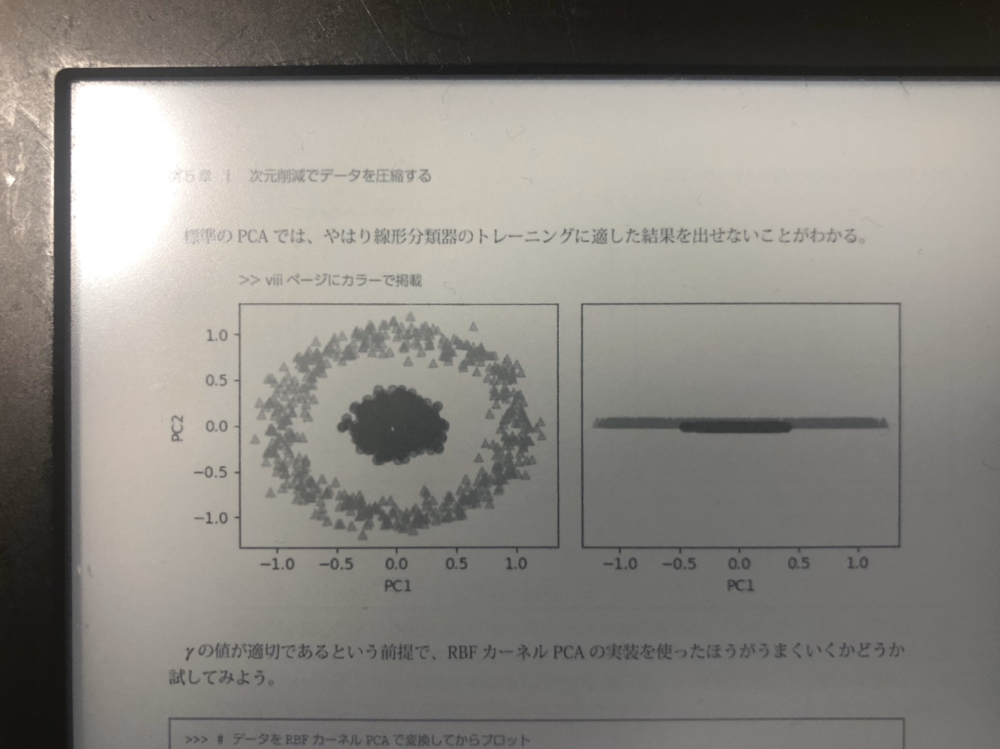 第5章 | 次元削減でデータを圧縮する
標準の PCA では、やはり線形分類器のトレーニングに適した結果を出せないことがわかる。
>> viii ページにカラーで掲載
1.0
0.5
0.0
−0.5
−1.0
PC2
−1.0 −0.5 0.0 0.5 1.0
PC1
−1.0 −0.5 0.0 0.5 1.0
PC1
γの値が適切であるという前提で、RBF カーネル PCA の実装を使ったほうがうまくいくかどうか
試してみよう。
>>> # データを RBF カーネル PCA で変換してからプロット